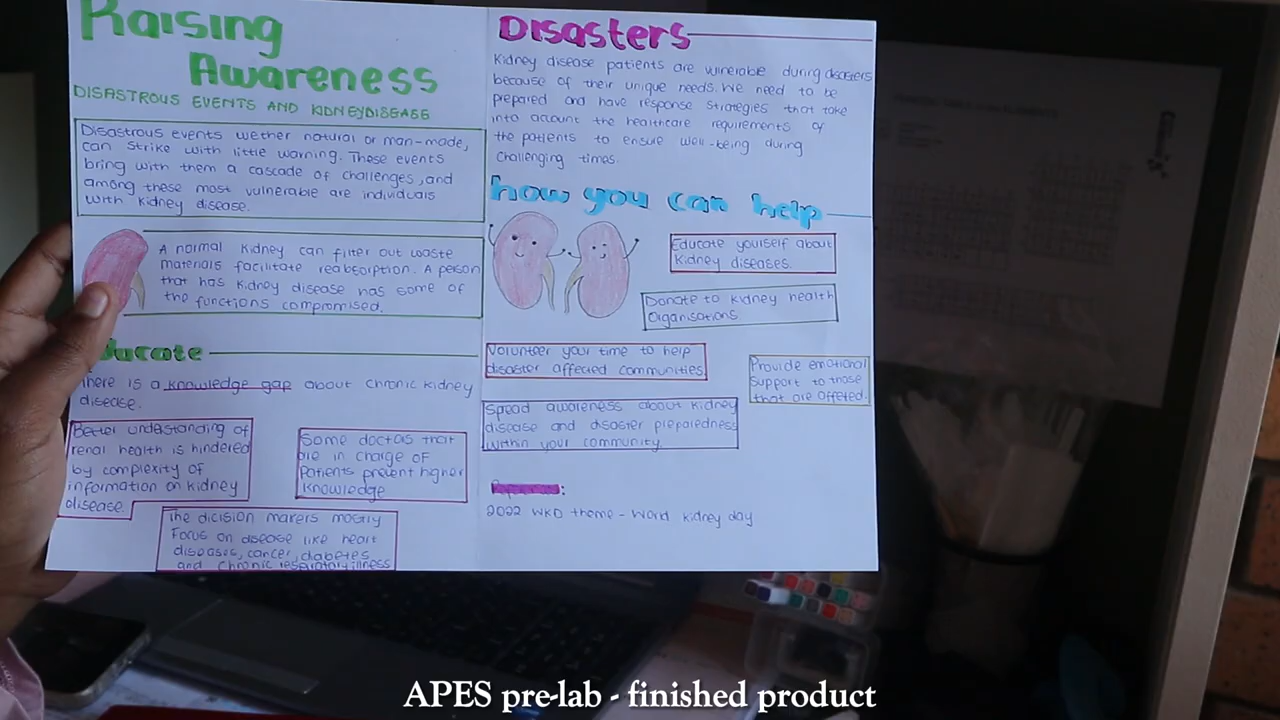 Raising
Awareness
DISASTROUS EVENTS AND KIDNEYDISEASE
Disastrous events wether natural or man-made,
can strike with little warning. These events
bring with them a cascade of challenges, and
among these most vulnerable are individuals
with kidney disease.
A normal kidney can filter out waste
materials facilitate reabsorption. A person
that has kidney disease has some of
the functions compromised.
ducate
There is a knowledge gap about chronic kidney
disease.
Better understanding of
renal health is hindered
by complexity of
information on kidney
disease.
Some doctors that
are in charge of
patients present higher
knowledge
The dicision makers mostly
Focus on disease like heart
diseases, cancer, diabetes
and chronic respiratory illness
Disasters
Kidney disease patients are vulnerable during disasters
because of their unique needs. We need to be
prepared and have response strategies that take
into account the healthcare requirements of
the patients to ensure well-being during
challenging times.
how you can help
Educate yourself about
kidney diseases.
Donate to kidney health
Organisations
Volunteer your time to help
disaster affected communities.
Provide emotional
support to those
that are affeted.
Spread awareness about kidney
disease and disaster preparedness
within your community.
2022 WKD theme - World kidney day
APES pre-lab - finished product